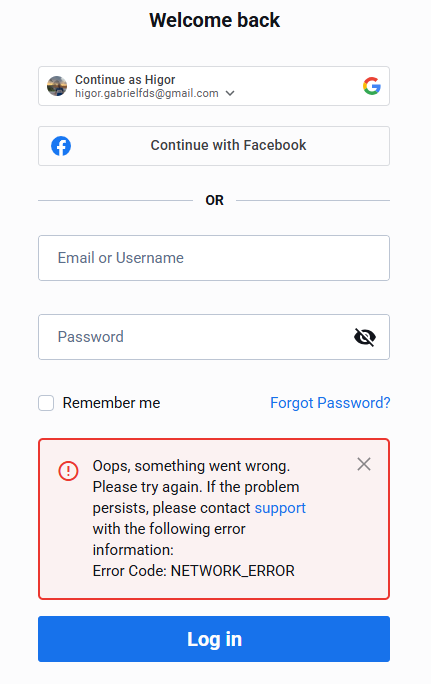 Welcome back
Continue as Higor
higor.gabrielfds@gmail.com
Continue with Facebook
OR
Email or Username
Password
Remember me
Forgot Password?
Oops, something went wrong.
Please try again. If the problem
persists, please contact support
with the following error
information:
Error Code: NETWORK_ERROR
Log in